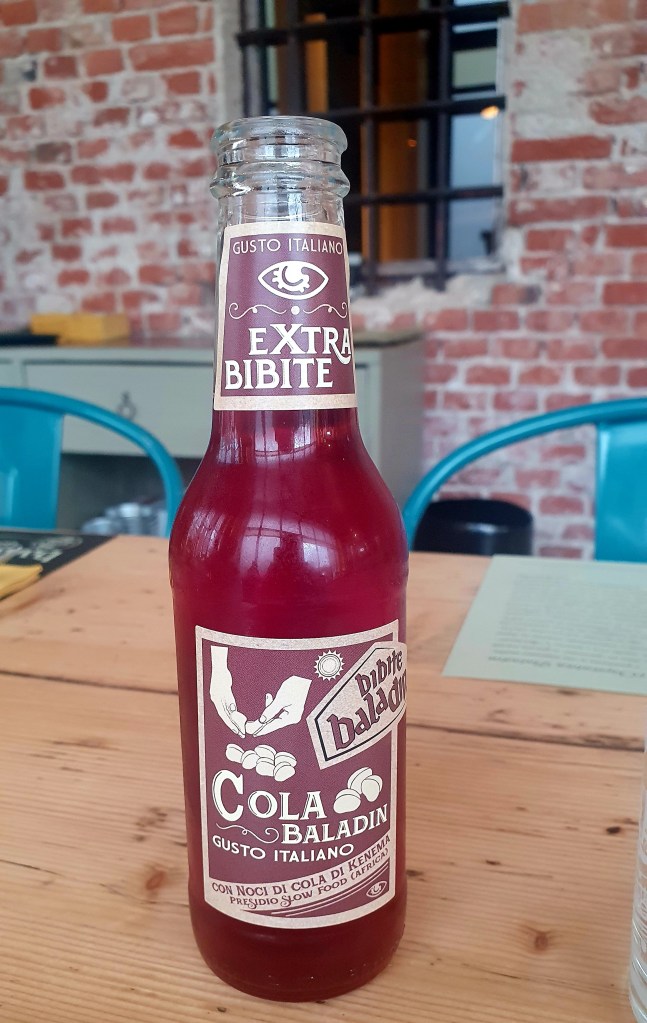 GUSTO ITALIANO
EXTRA
BIBITE
bibite
baladin
COLA
BALADIN
GUSTO ITALIANO
CON NOCI DI COLA DI KENEMA
PRESIDIO SLOW FOOD (AFRICA)